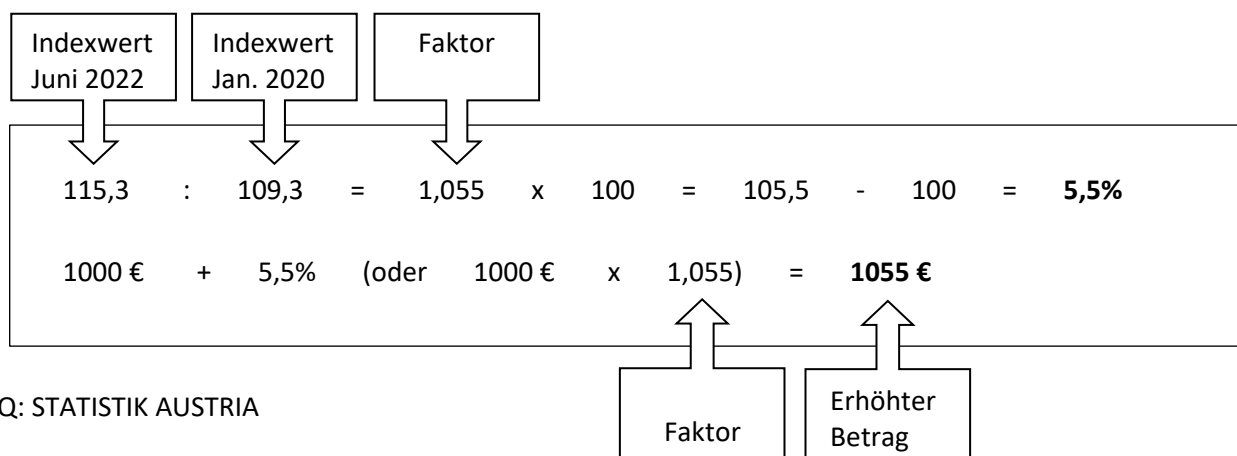 Indexwert
Juni 2022
Indexwert
Jan. 2020
Faktor
115,3 : 109,3 = 1,055 x 100 = 105,5 - 100 = 5,5%
1000 € + 5,5% (oder 1000 € x 1,055) = 1055 €
Q: STATISTIK AUSTRIA
Faktor
Erhöhter
Betrag